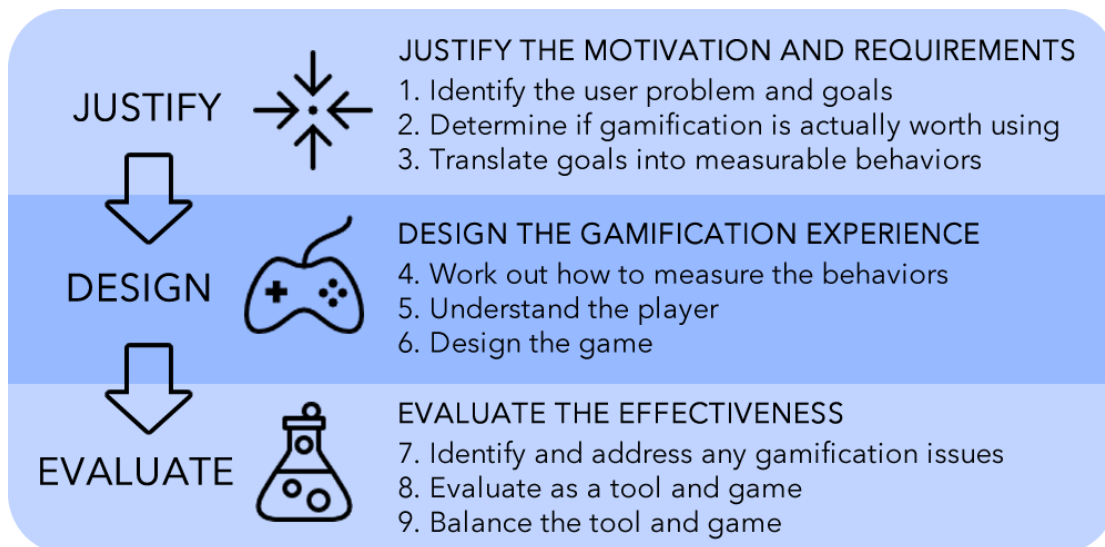 JUSTIFY
JUSTIFY THE MOTIVATION AND REQUIREMENTS
1. Identify the user problem and goals
2. Determine if gamification is actually worth using
3. Translate goals into measurable behaviors
DESIGN
DESIGN THE GAMIFICATION EXPERIENCE
4. Work out how to measure the behaviors
5. Understand the player
6. Design the game
EVALUATE
EVALUATE THE EFFECTIVENESS
7. Identify and address any gamification issues
8. Evaluate as a tool and game
9. Balance the tool and game